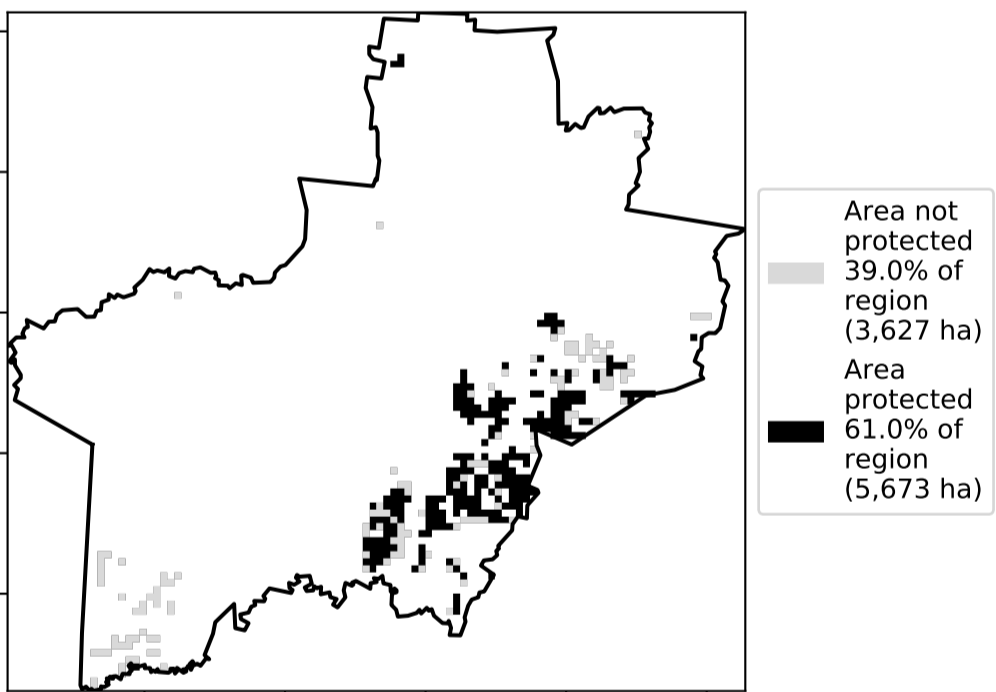 Area not
protected
39.0% of
region
(3,627 ha)
Area
protected
61.0% of
region
(5,673 ha)